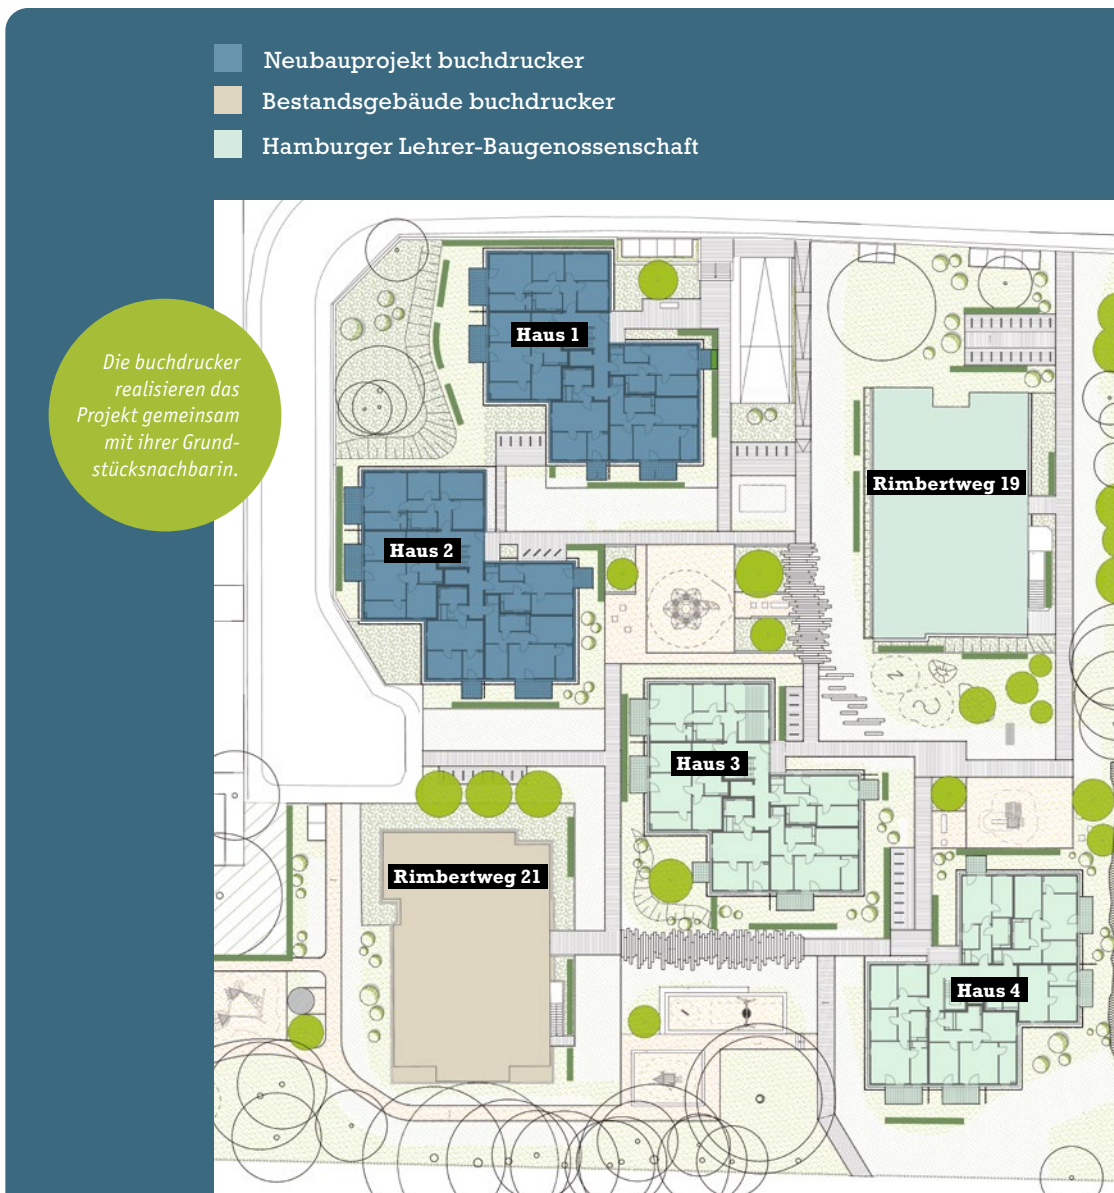 Neubauprojekt buchdrucker
Bestandsgebäude buchdrucker
Hamburger Lehrer-Baugenossenschaft
Die buchdrucker
realisieren das
Projekt gemeinsam
mit ihrer Grund-
stücksnachbarin.
Haus 1
Rimbertweg 19
Haus 2
Haus 3
Rimbertweg 21
Haus 4